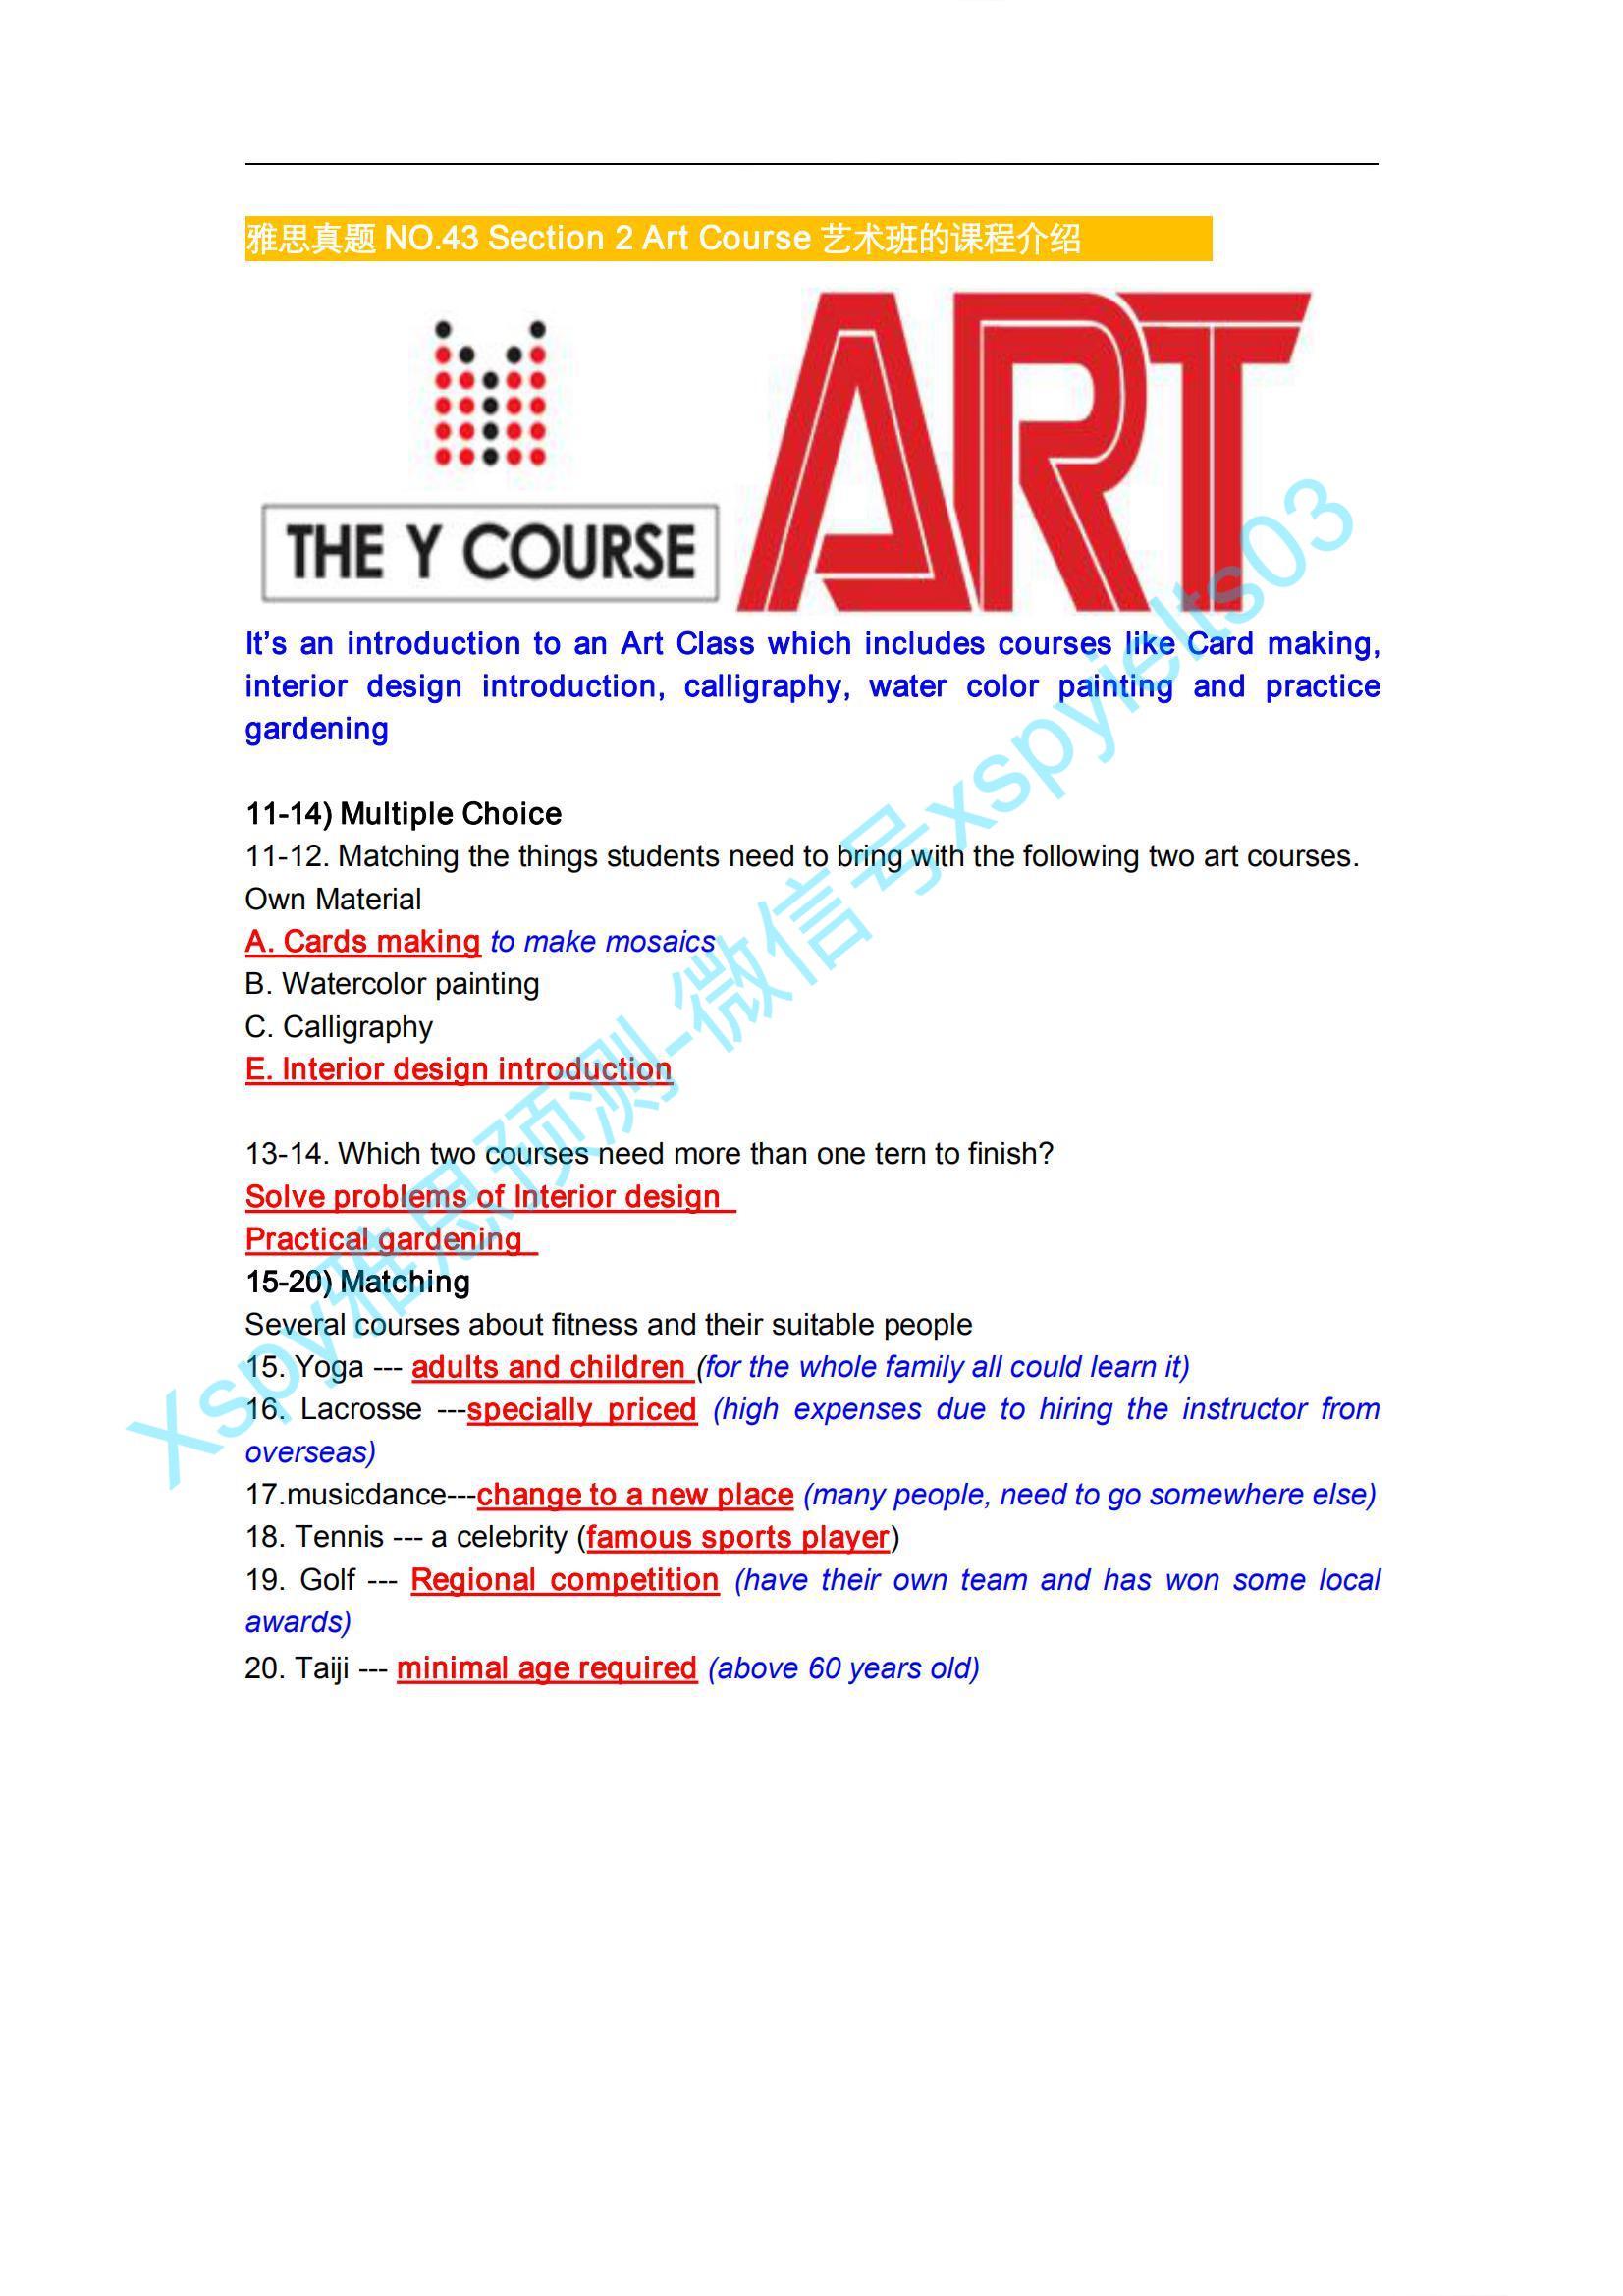 雅思真题 NO.43 Section 2 Art Course 艺术班的课程介绍
THE Y COURSE
ART
It’s an introduction to an Art Class which includes courses like Card making,
interior design introduction, calligraphy, water color painting and practice
gardening
11-14) Multiple Choice
11-12. Matching the things students need to bring with the following two art courses.
Own Material
A. Cards making to make mosaics
B. Watercolor painting
C. Calligraphy
E. Interior design introduction
13-14. Which two courses need more than one tern to finish?
Solve problems of Interior design
Practical gardening
15-20) Matching
Several courses about fitness and their suitable people
15. Yoga --- adults and children (for the whole family all could learn it)
16. Lacrosse ---specially priced (high expenses due to hiring the instructor from
overseas)
17.musicdance---change to a new place (many people, need to go somewhere else)
18. Tennis --- a celebrity (famous sports player)
19. Golf --- Regional competition (have their own team and has won some local
awards)
20. Taiji --- minimal age required (above 60 years old)
Xspy雅思预测-微信号xspyielts03